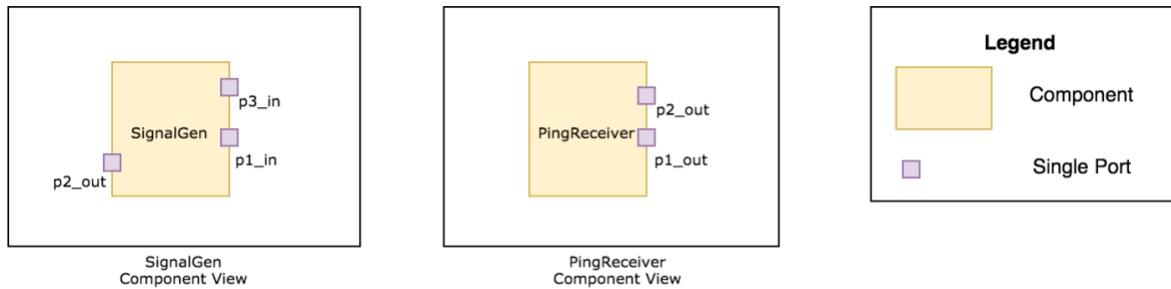 p3_in
SignalGen
p1_in
p2_out
SignalGen
Component View
p2_out
PingReceiver
p1_out
PingReceiver
Component View
Legend
Component
Single Port